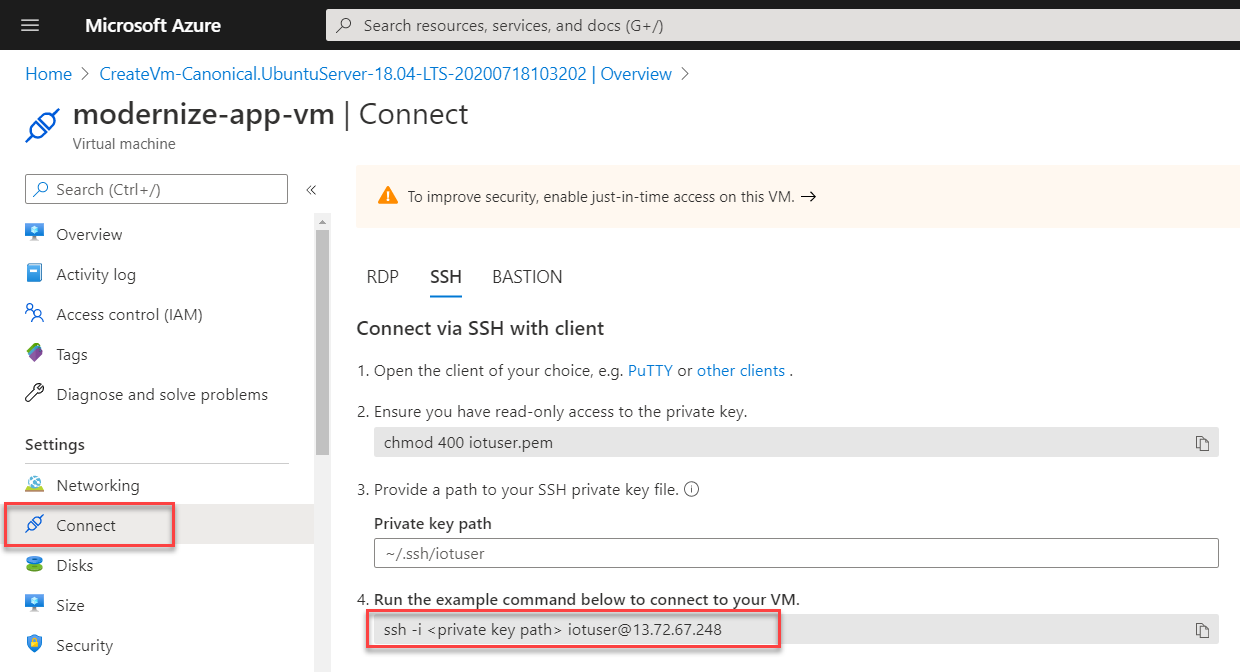 Microsoft Azure
Search resources, services, and docs (G+/)
Home > CreateVm-Canonical.UbuntuServer-18.04-LTS-20200718103202 | Overview >
modernize-app-vm | Connect
Virtual machine
Search (Ctrl+/)
«
Overview
Activity log
Access control (IAM)
Tags
Diagnose and solve problems
Settings
Networking
Connect
Disks
Size
Security
To improve security, enable just-in-time access on this VM. →
RDP SSH BASTION
Connect via SSH with client
1. Open the client of your choice, e.g. PuTTY or other clients .
2. Ensure you have read-only access to the private key.
chmod 400 iotuser.pem
3. Provide a path to your SSH private key file.
Private key path
~/.ssh/iotuser
4. Run the example command below to connect to your VM.
ssh -i <private key path> iotuser@13.72.67.248